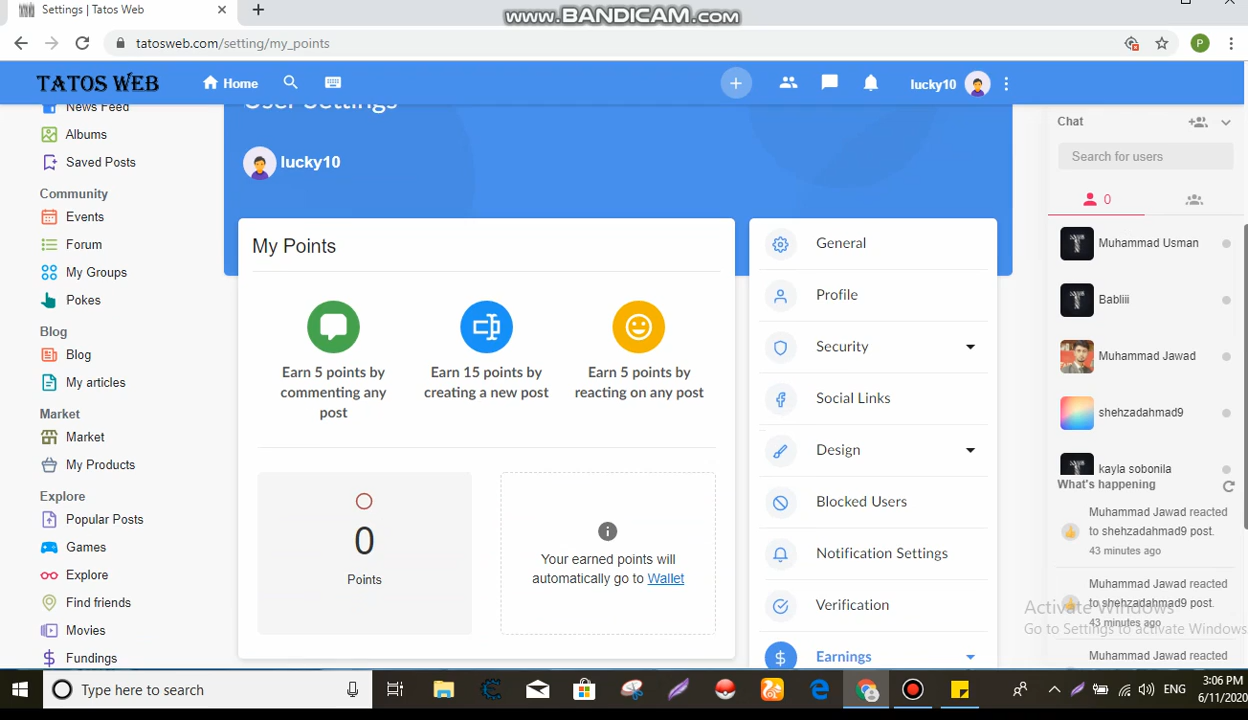 Settings | Tatos Web
WWW.BANDICAM.COM
tatosweb.com/setting/my_points
P
TATOS WEB
Home
lucky10
News Feed
Albums
Saved Posts
Community
Events
Forum
My Groups
Pokes
Blog
Blog
My articles
Market
Market
My Products
Explore
Popular Posts
Games
Explore
Find friends
Movies
Fundings
User Settings
lucky10
My Points
Earn 5 points by
commenting any
post
Earn 15 points by
creating a new post
Earn 5 points by
reacting on any post
0
Points
Your earned points will
automatically go to Wallet
General
Profile
Security
Social Links
Design
Blocked Users
Notification Settings
Verification
Earnings
Chat
Search for users
0
Muhammad Usman
Babliii
Muhammad Jawad
shehzadahmad9
kayla sobonila
What's happening
Muhammad Jawad reacted
to shehzadahmad9 post.
43 minutes ago
Muhammad Jawad reacted
to shehzadahmad9 post.
43 minutes ago
Muhammad Jawad reacted
Activate Windows
Go to Settings to activate Windows
Type here to search
ENG
3:06 PM
6/11/2020